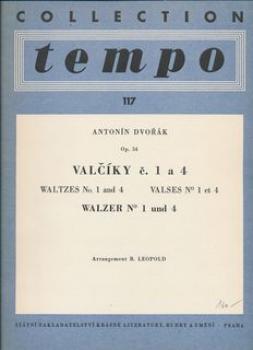 COLLECTION
tempo
117
ANTONÍN DVOŘÁK
Op. 54
VALČÍKY č. 1 a 4
WALTZES No. 1 and 4 VALSES Nº 1 et 4
WALZER Nº 1 und 4
Arrangement B. LEOPOLD
STÁTNÍ NAKLADATELSTVÍ KRÁSNÉ LITERATURY, HUDBY A UMĚNÍ - PRAHA